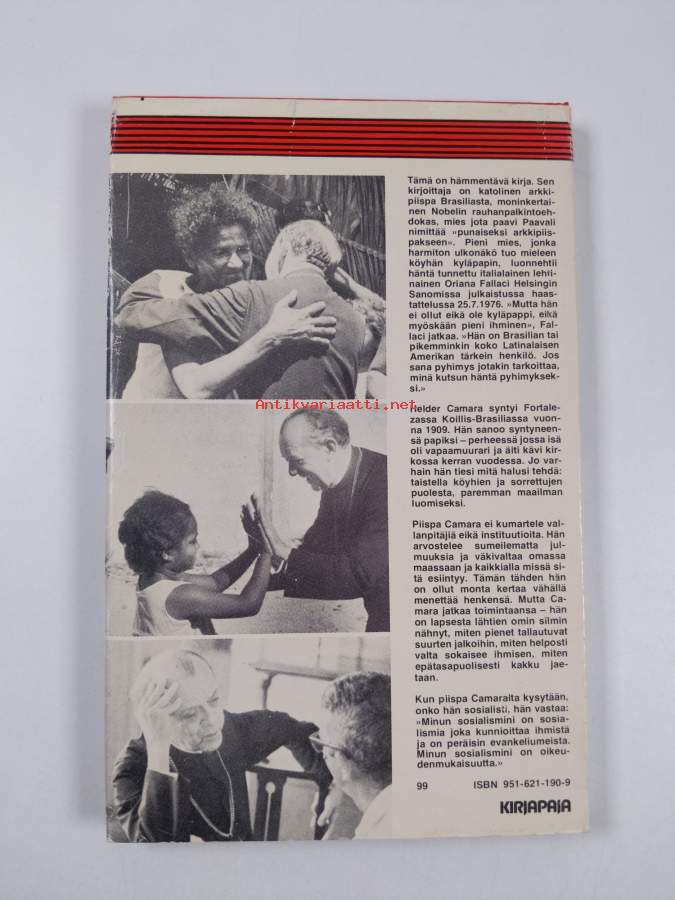 Tämä on hämmentävä kirja. Sen
kirjoittaja on katolinen arkki-
piispa Brasiliasta, moninkertai-
nen Nobelin rauhanpalkintoeh-
dokas, mies jota paavi Paavali
nimittää »punaiseksi arkkipiis-
pakseen». Pieni mies, jonka
harmiton ulkonäkö tuo mieleen
köyhän kyläpapin, luonnehtii
häntä tunnettu italialainen lehti-
nainen Oriana Fallaci Helsingin
Sanomissa julkaistussa haas-
tattelussa 25.7.1976. »Mutta hän
ei ollut eikä ole kyläpappi, eikä
myöskään pieni ihminen», Fal-
laci jatkaa. »Hän on Brasilian tai
pikemminkin koko Latinalaisen
Amerikan tärkein henkilö. Jos
sana pyhimys jotakin tarkoittaa,
minä kutsun häntä pyhimykse-
si.»
Antikvariaatti.net
Helder Camara syntyi Fortale-
zassa Koillis-Brasiliassa vuon-
na 1909. Hän sanoo syntyneen-
sä papiksi – perheessä jossa isä
oli vapaamuurari ja äiti kävi kir-
kossa kerran vuodessa. Jo var-
hain hän tiesi mitä halusi tehdä:
taistella köyhien ja sorrettujen
puolesta, paremman maailman
luomiseksi.
Piispa Camara ei kumartele val-
lanpitäjiä eikä instituutioita. Hän
arvostelee sumeilematta jul-
muuksia ja väkivaltaa omassa
maassaan ja kaikkialla missä si-
tä esiintyy. Tämän tähden hän
on ollut monta kertaa vähällä
menettää henkensä. Mutta Ca-
mara jatkaa toimintaansa – hän
on lapsesta lähtien omin silmin
nähnyt, miten pienet tallautuvat
suurten jalkoihin, miten helposti
valta sokaisee ihmisen, miten
epätasapuolisesti kakku jae-
taan.
Kun piispa Camaralta kysytään,
onko hän sosialisti, hän vastaa:
»Minun sosialismini on sosia-
lismia joka kunnioittaa ihmistä
ja on peräisin evankeliumeista.
Minun sosialismini on oikeu-
denmukaisuutta.»
99 ISBN 951-621-190-9
KIRJAPAJA